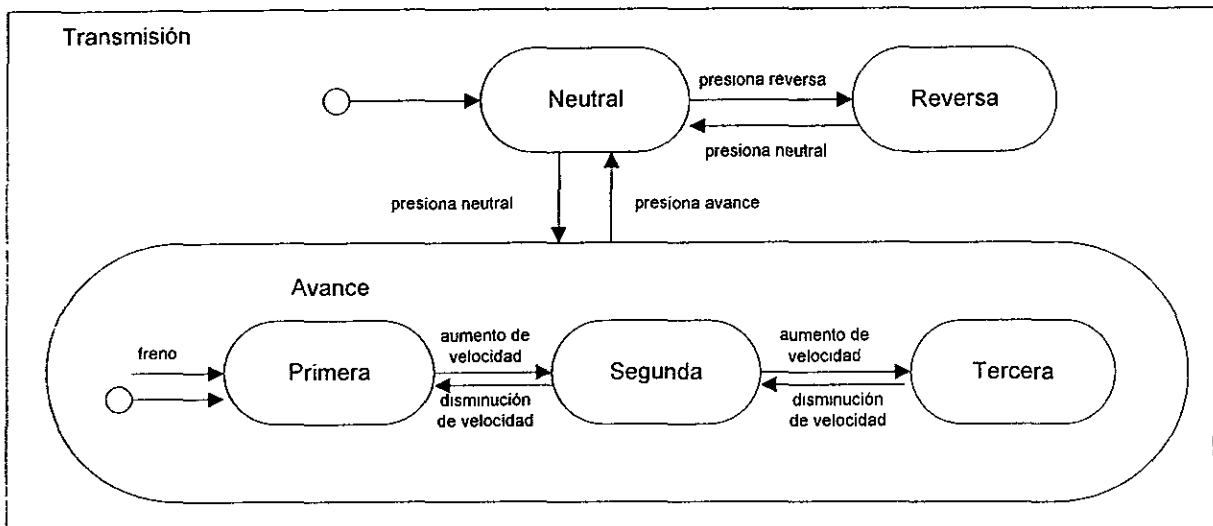 Transmisión
Neutral
presiona reversa
Reversa
presiona neutral
presiona neutral
presiona avance
Avance
freno
Primera
aumento de
velocidad
disminución
de velocidad
Segunda
aumento de
velocidad
disminución
de velocidad
Tercera